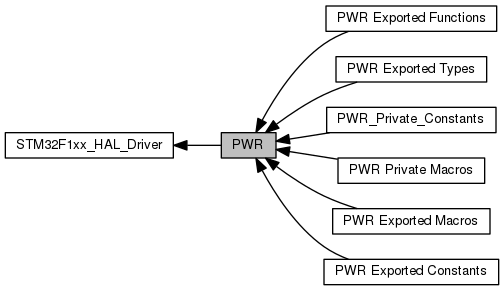 PWR Exported Functions
PWR Exported Types
PWR_Private_Constants
STM32F1xx_HAL_Driver
PWR
PWR Private Macros
PWR Exported Macros
PWR Exported Constants